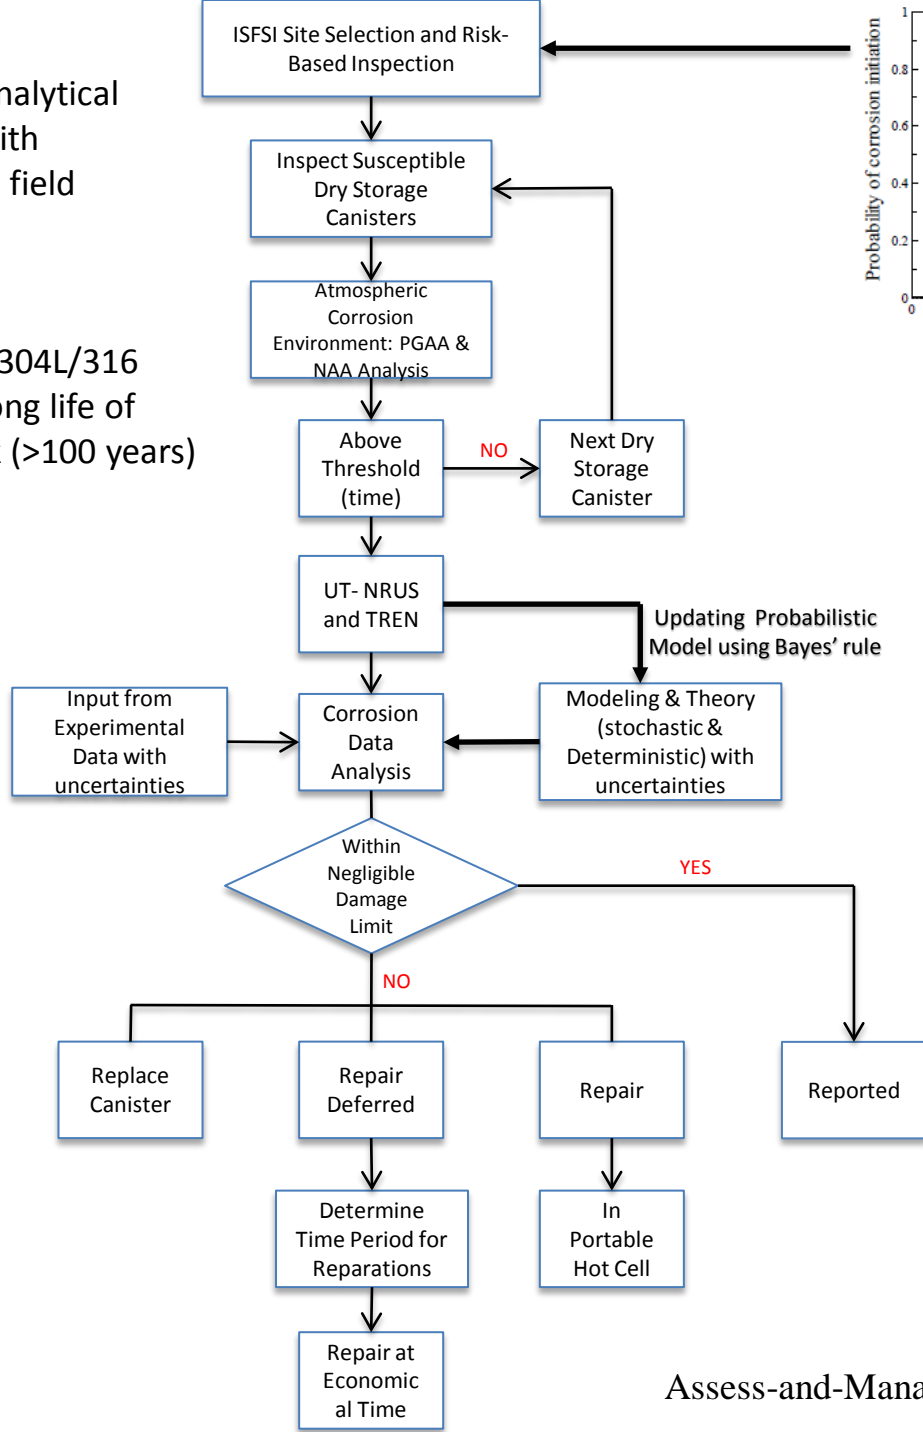 ISFSI Site Selection and Risk-
Based Inspection
nalytical
ith
field
304L/316
ong life of
(>100 years)
Probability of corrosion initiation
1
0.8
0.6
0.4
0.2
0
0
Inspect Susceptible
Dry Storage
Canisters
Atmospheric
Corrosion
Environment: PGAA &
NAA Analysis
Above
Threshold
(time)
NO
Next Dry
Storage
Canister
UT- NRUS
and TREN
Updating Probabilistic
Model using Bayes' rule
Input from
Experimental
Data with
uncertainties
Corrosion
Data
Analysis
Modeling & Theory
(stochastic &
Deterministic) with
uncertainties
Within
Negligible
Damage
Limit
YES
NO
Replace
Canister
Repair
Deferred
Repair
Reported
Determine
Time Period for
Reparations
In
Portable
Hot Cell
Repair at
Economic
al Time
Assess-and-Mana